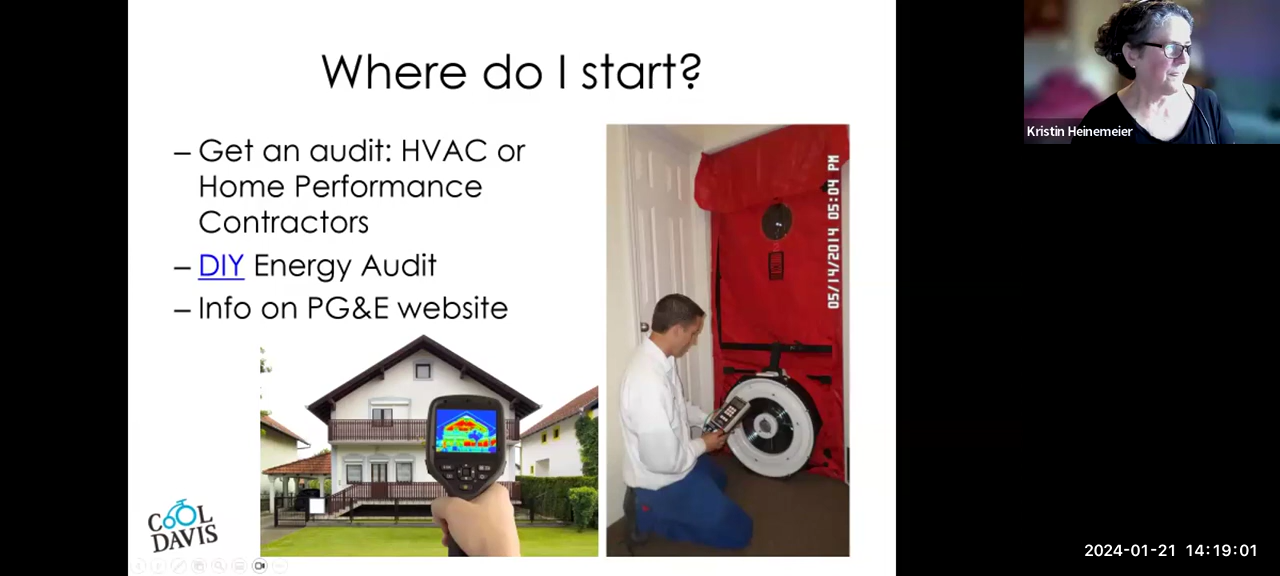 Where do I start?
– Get an audit: HVAC or
Home Performance
Contractors
– DIY Energy Audit
– Info on PG&E website
05/14/2014 05:04 PM
COOL
DAVIS
Kristin Heinemeier
2024-01-21 14:19:01